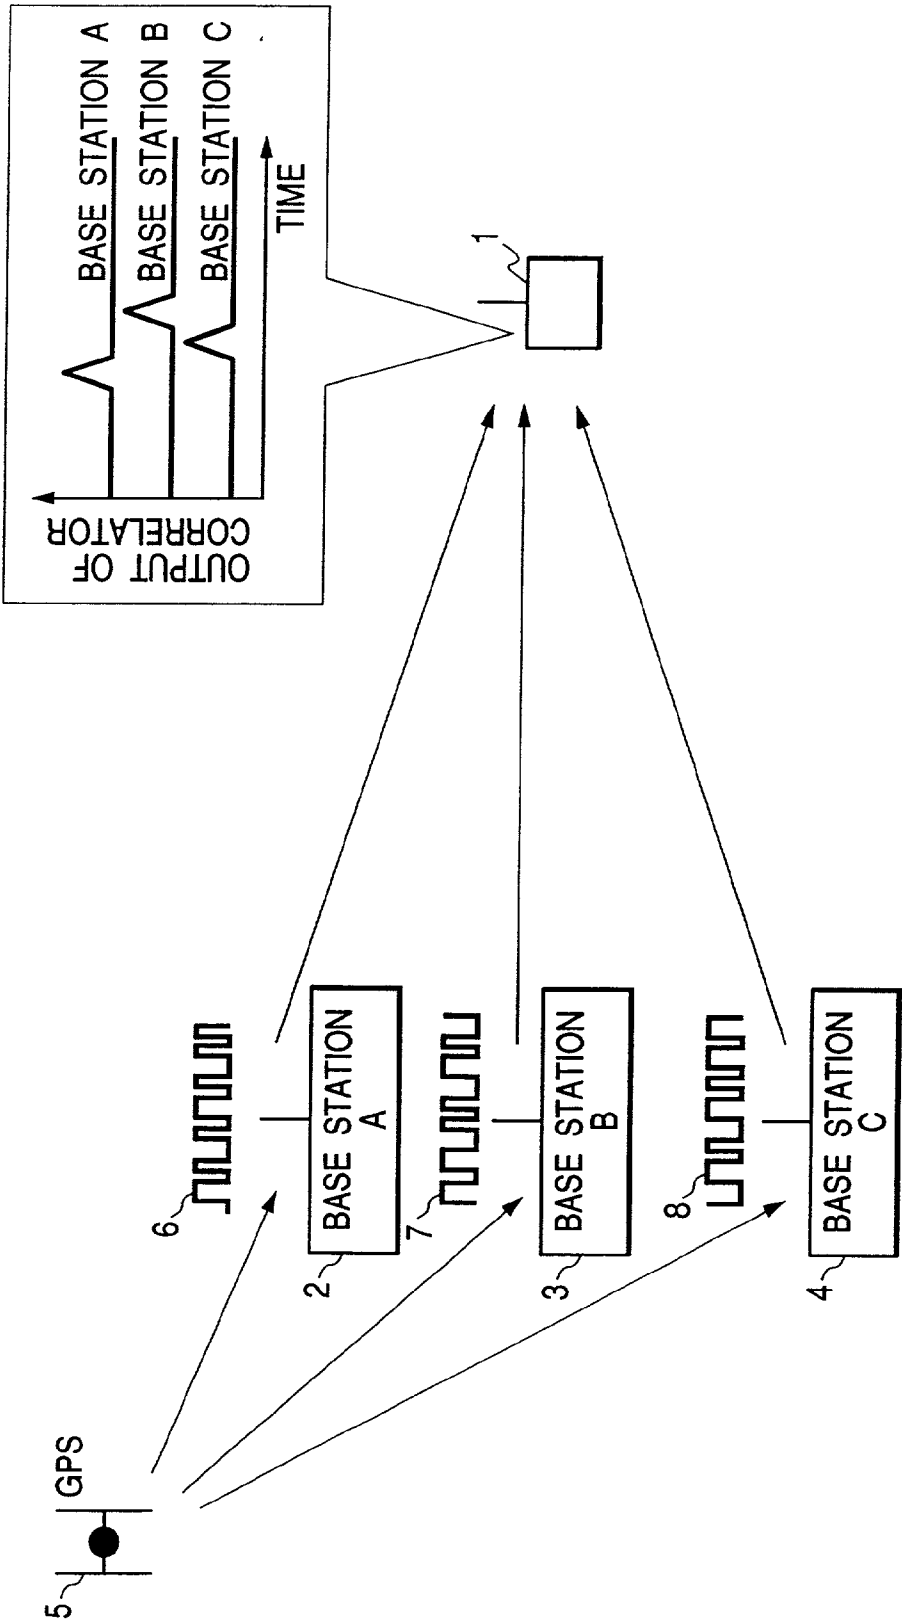 OUTPUT OF
CORRELATOR
BASE STATION A
BASE STATION B
BASE STATION C
TIME
1
6
2
BASE STATION
A
7
3
BASE STATION
B
8
4
BASE STATION
C
5
GPS